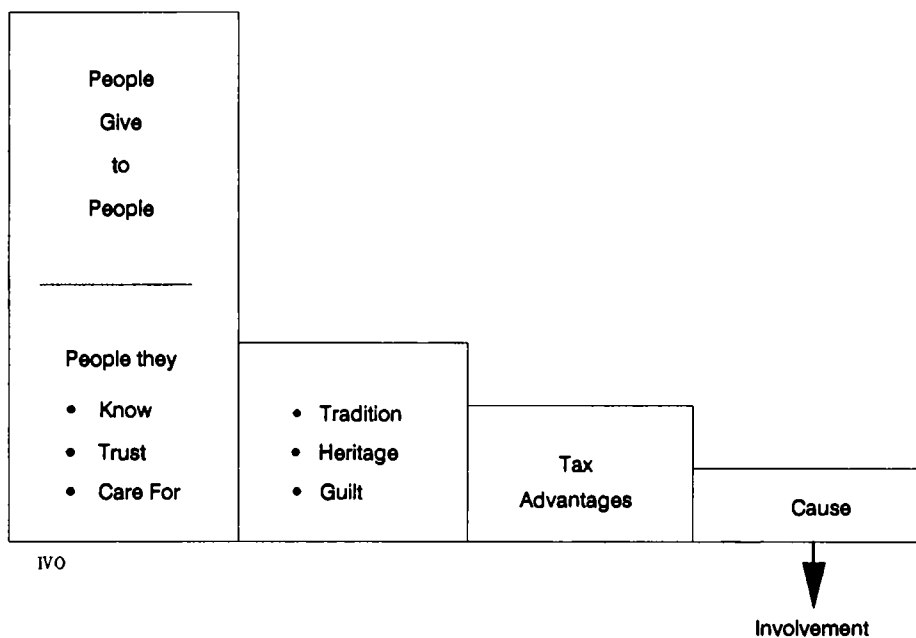 People
Give
to
People
People they
• Know
• Trust
• Care For
• Tradition
• Heritage
• Guilt
Tax
Advantages
Cause
IVO
Involvement